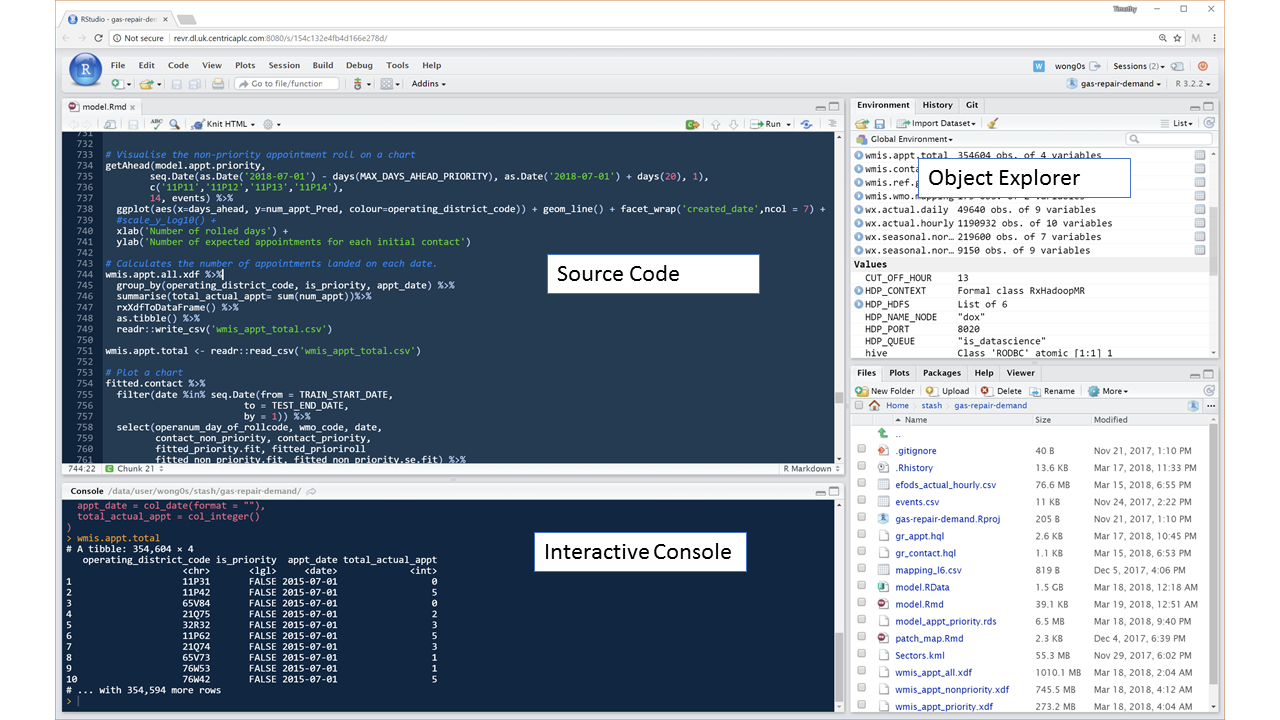 Timothy
RStudio - gas-repair-den
Not secure | revr.dl.uk.centricaplc.com:8080/s/154c132e4fb4d166e278d/
File Edit Code View Plots Session Build Debug Tools Help
wong0s Sessions (2)
Go to file/function Addins
gas-repair-demand R 3.2.2
model.Rmd
ABC Knit HTML Run
731
732
733 # Visualise the non-priority appointment roll on a chart
734 getAhead(model.appt.priority,
735 seq.Date(as.Date('2018-07-01') - days(MAX_DAYS_AHEAD_PRIORITY), as.Date('2018-07-01') + days(20), 1),
736 c('11P11','11P12','11P13','11P14'),
737 14, events) %>%
738 ggplot(aes(x=days_ahead, y=num_appt_Pred, colour=operating_district_code)) + geom_line() + facet_wrap('created_date',ncol = 7) +
739 #scale_y_log10() +
740 xlab('Number of rolled days') +
741 ylab('Number of expected appointments for each initial contact')
742
743 # Calculates the number of appointments landed on each date.
744 wmis.appt.all.xdf %>%
745 group_by(operating_district_code, is_priority, appt_date) %>%
746 summarise(total_actual_appt= sum(num_appt))%>%
747 rxXdfToDataFrame() %>%
748 as.tibble() %>%
749 readr::write_csv('wmis_appt_total.csv')
750
751 wmis.appt.total <- readr::read_csv('wmis_appt_total.csv')
752
753 # Plot a chart
754 fitted.contact %>%
755 filter(date %in% seq.Date(from = TRAIN_START_DATE,
756 to = TEST_END_DATE,
757 by = 1)) %>%
758 select(operanum_day_of_rollcode, wmo_code, date,
759 contact_non_priority, contact_priority,
760 fitted_priority.fit, fitted_prioriroll
761 fitted_non_priority.fit, fitted_non_priority.se.fit) %>%
Source Code
744:22 Chunk 21 R Markdown
Console /data/user/wong0s/stash/gas-repair-demand/
appt_date = col_date(format = ""),
total_actual_appt = col_integer()
)
> wmis.appt.total
# A tibble: 354,604 × 4
operating_district_code is_priority appt_date total_actual_appt
<chr> <lgl> <date> <int>
1 11P31 FALSE 2015-07-01 0
2 11P42 FALSE 2015-07-01 5
3 65V84 FALSE 2015-07-01 0
4 21Q75 FALSE 2015-07-01 2
5 32R32 FALSE 2015-07-01 3
6 11P62 FALSE 2015-07-01 5
7 21Q74 FALSE 2015-07-01 3
8 65V73 FALSE 2015-07-01 1
9 76W53 FALSE 2015-07-01 1
10 76W42 FALSE 2015-07-01 5
# ... with 354,594 more rows
>
Interactive Console
Environment History Git
Import Dataset List
Global Environment
wmis.appt.total 354604 obs. of 4 variables
wmis.conta
wmis.ref.g
wmis.wmo.mapping
wx.actual.daily 49640 obs. of 9 variables
wx.actual.hourly 1190932 obs. of 10 variables
wx.seasonal.nor… 219600 obs. of 7 variables
wx.seasonal.nor… 9150 obs. of 9 variables
Object Explorer
Values
CUT_OFF_HOUR 13
HDP_CONTEXT Formal class RxHadoopMR
HDP_HDFS List of 6
HDP_NAME_NODE "dox"
HDP_PORT 8020
HDP_QUEUE "is_datascience"
hive Class 'RODBC' atomic [1:1] 1
Files Plots Packages Help Viewer
New Folder Upload Delete Rename More
Home stash gas-repair-demand
Name Size Modified
..
.gitignore 40 B Nov 21, 2017, 1:10 PM
.Rhistory 13.6 KB Mar 17, 2018, 11:33 PM
efods_actual_hourly.csv 76.6 MB Mar 15, 2018, 6:55 PM
events.csv 11 KB Nov 24, 2017, 2:22 PM
gas-repair-demand.Rproj 205 B Nov 21, 2017, 1:10 PM
gr_appt.hql 2.6 KB Mar 17, 2018, 10:45 PM
gr_contact.hql 1.1 KB Mar 15, 2018, 6:53 PM
mapping_l6.csv 819 B Dec 5, 2017, 4:06 PM
model.RData 1.5 GB Mar 18, 2018, 12:18 AM
model.Rmd 39.1 KB Mar 19, 2018, 12:51 AM
model_appt_priority.rds 6.5 MB Mar 18, 2018, 9:40 PM
patch_map.Rmd 2.3 KB Dec 4, 2017, 6:39 PM
Sectors.kml 55.3 MB Nov 29, 2017, 6:02 PM
wmis_appt_all.xdf 1010.1 MB Mar 18, 2018, 2:04 AM
wmis_appt_nonpriority.xdf 745.5 MB Mar 18, 2018, 4:12 AM
wmis_appt_priority.xdf 273.2 MB Mar 18, 2018, 4:04 AM